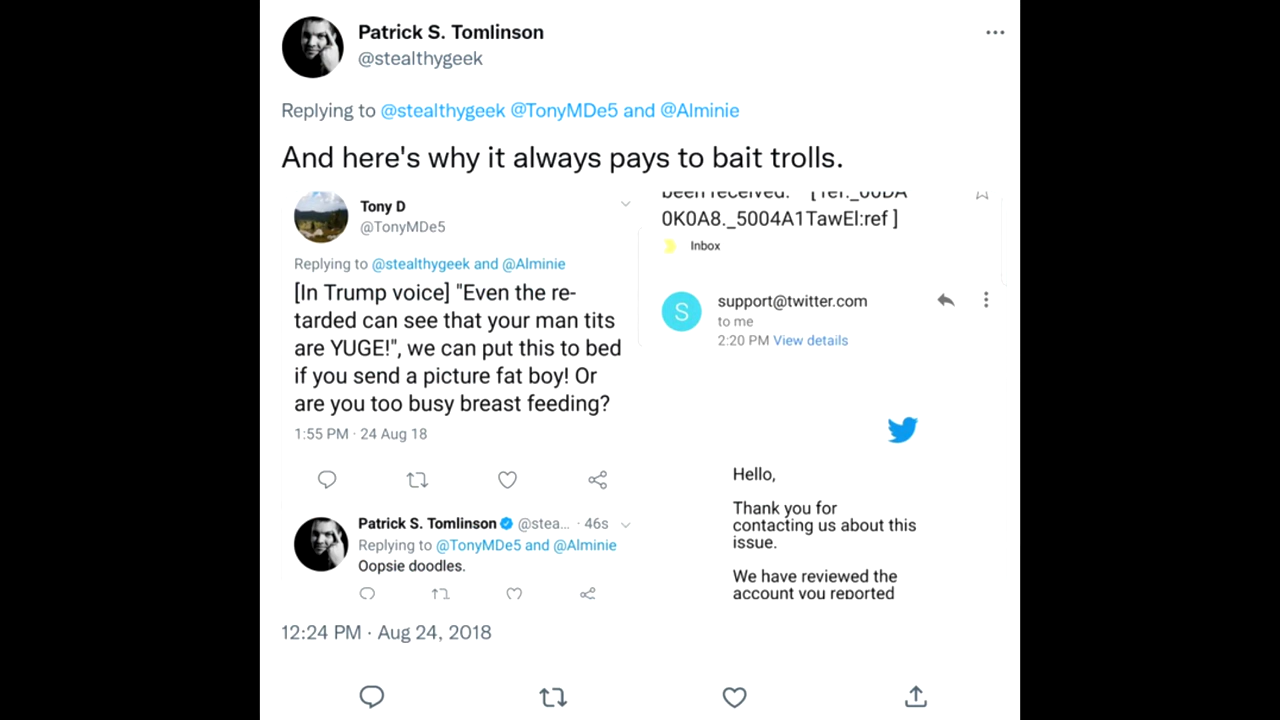 Patrick S. Tomlinson
@stealthygeek
Replying to @stealthygeek @TonyMDe5 and @Alminie
And here's why it always pays to bait trolls.
Tony D
@TonyMDe5
Replying to @stealthygeek and @Alminie
[In Trump voice] "Even the re-
tarded can see that your man tits
are YUGE!", we can put this to bed
if you send a picture fat boy! Or
are you too busy breast feeding?
1:55 PM · 24 Aug 18
Patrick S. Tomlinson @stea... · 46s
Replying to @TonyMDe5 and @Alminie
Oopsie doodles.
been received. [ ref:_00DA
0K0A8._5004A1TawEl:ref ]
Inbox
S
support@twitter.com
to me
2:20 PM View details
Hello,
Thank you for
contacting us about this
issue.
We have reviewed the
account you reported
12:24 PM · Aug 24, 2018